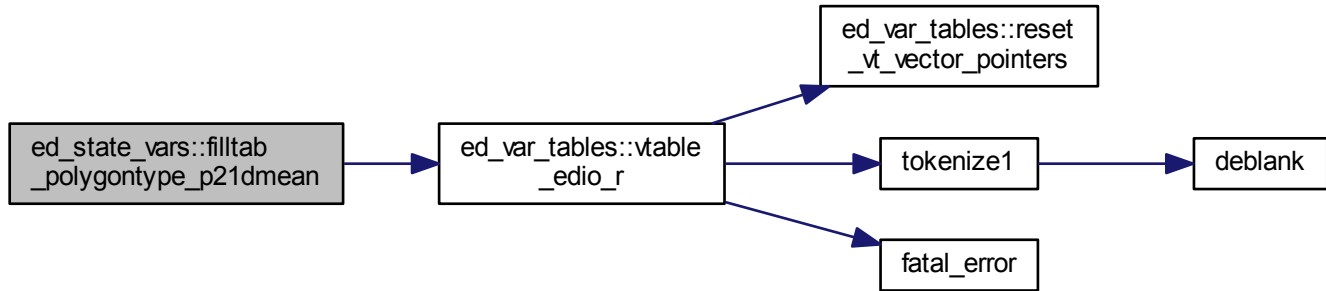 ed_state_vars::filltab
_polygontype_p21dmean
ed_var_tables::vtable
_edio_r
ed_var_tables::reset
_vt_vector_pointers
tokenize1
deblank
fatal_error